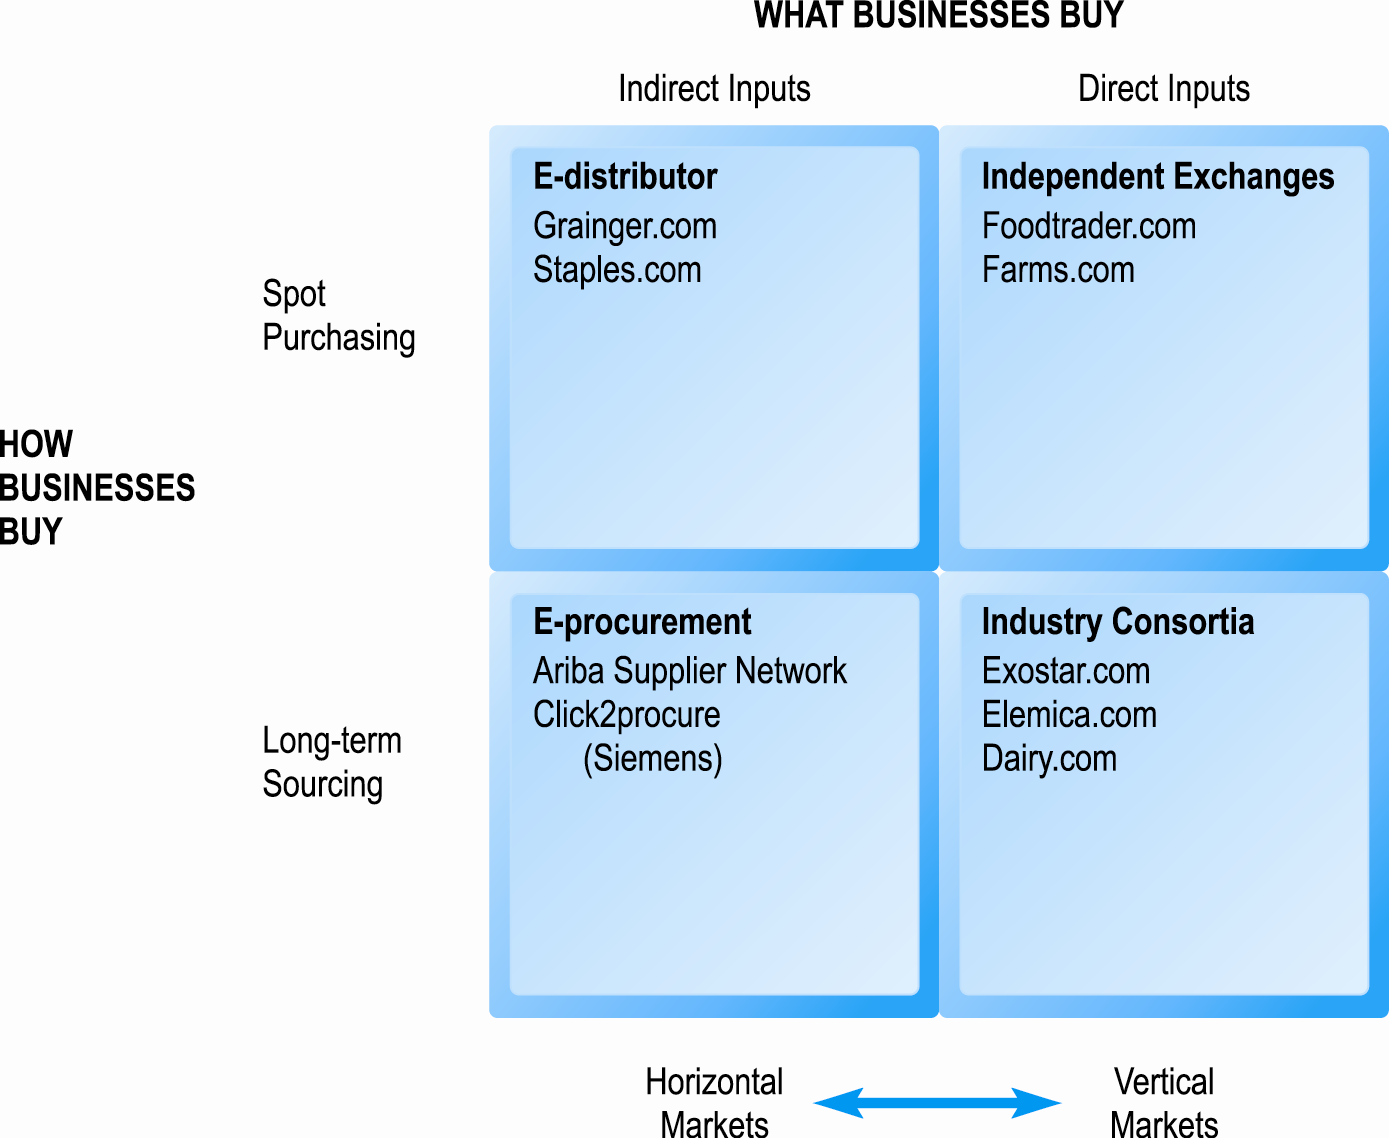 WHAT BUSINESSES BUY
Indirect Inputs
Direct Inputs
E-distributor
Grainger.com
Staples.com
Independent Exchanges
Foodtrader.com
Farms.com
Spot
Purchasing
HOW
BUSINESSES
BUY
E-procurement
Ariba Supplier Network
Click2procure
(Siemens)
Industry Consortia
Exostar.com
Elemica.com
Dairy.com
Long-term
Sourcing
Horizontal
Markets
Vertical
Markets